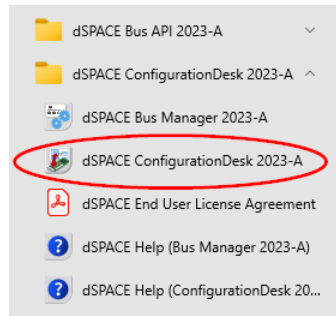 dSPACE Bus API 2023-A
dSPACE ConfigurationDesk 2023-A
dSPACE Bus Manager 2023-A
dSPACE ConfigurationDesk 2023-A
dSPACE End User License Agreement
dSPACE Help (Bus Manager 2023-A)
dSPACE Help (ConfigurationDesk 20...